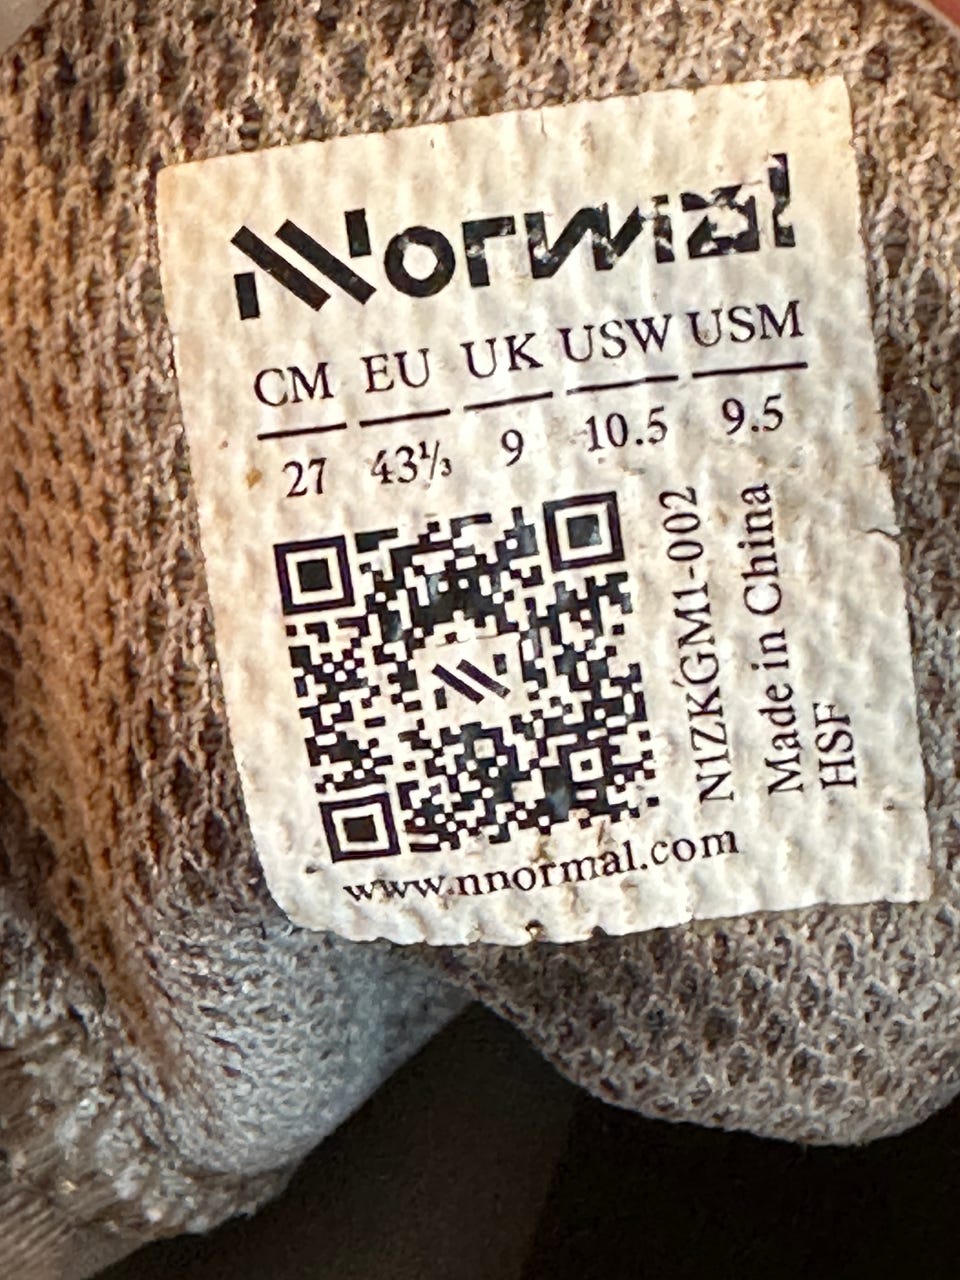 NNormal
CM EU UK USW USM
27 43⅓ 9 10.5 9.5
N1ZKGM1-002
Made in China
HSF
www.nnormal.com